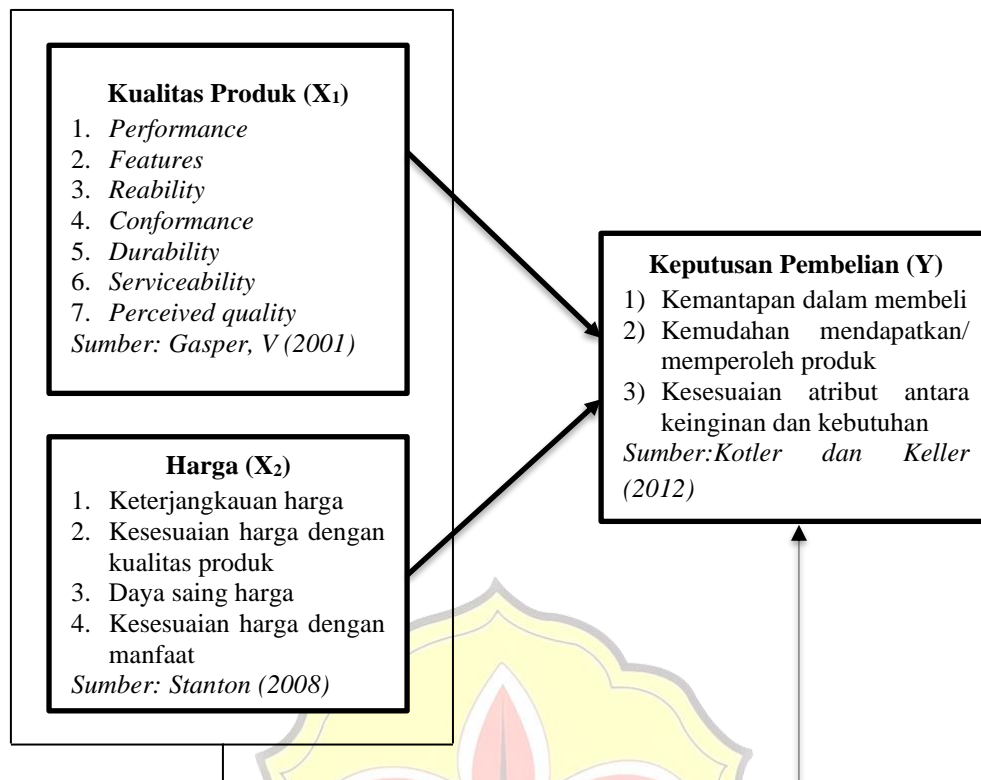 Kualitas Produk (X₁)
1. Performance
2. Features
3. Reability
4. Conformance
5. Durability
6. Serviceability
7. Perceived quality
Sumber: Gasper, V (2001)
Harga (X₂)
1. Keterjangkauan harga
2. Kesesuaian harga dengan
kualitas produk
3. Daya saing harga
4. Kesesuaian harga dengan
manfaat
Sumber: Stanton (2008)
Keputusan Pembelian (Y)
1) Kemantapan dalam membeli
2) Kemudahan mendapatkan/
memperoleh produk
3) Kesesuaian atribut antara
keinginan dan kebutuhan
Sumber:Kotler dan Keller
(2012)